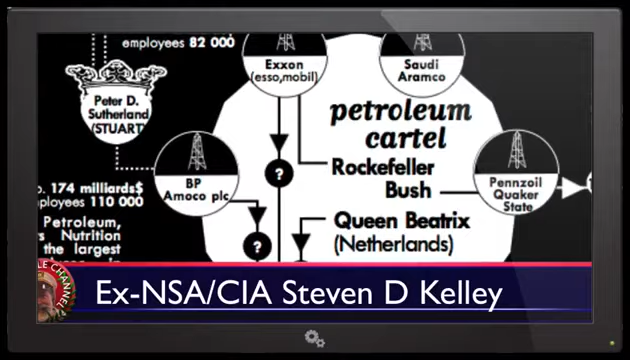 employees 82 000
Exxon
(esso,mobil)
Saudi
Aramco
Peter D.
Sutherland
(STUART)
petroleum
cartel
BP
Amoco plc
?
Rockefeller
Bush
Pennzoil
Quaker
State
174 milliards$
ployees 110 000
Petroleum,
s Nutrition
the largest
?
Queen Beatrix
(Netherlands)
LE CHANNEL
Ex-NSA/CIA Steven D Kelley